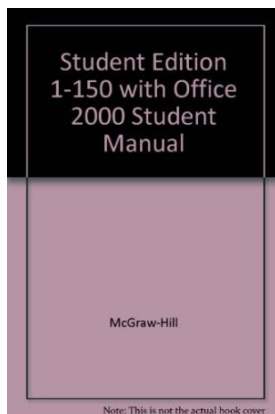 Student Edition
1-150 with Office
2000 Student
Manual
McGraw-Hill
Note: This is not the actual book cover